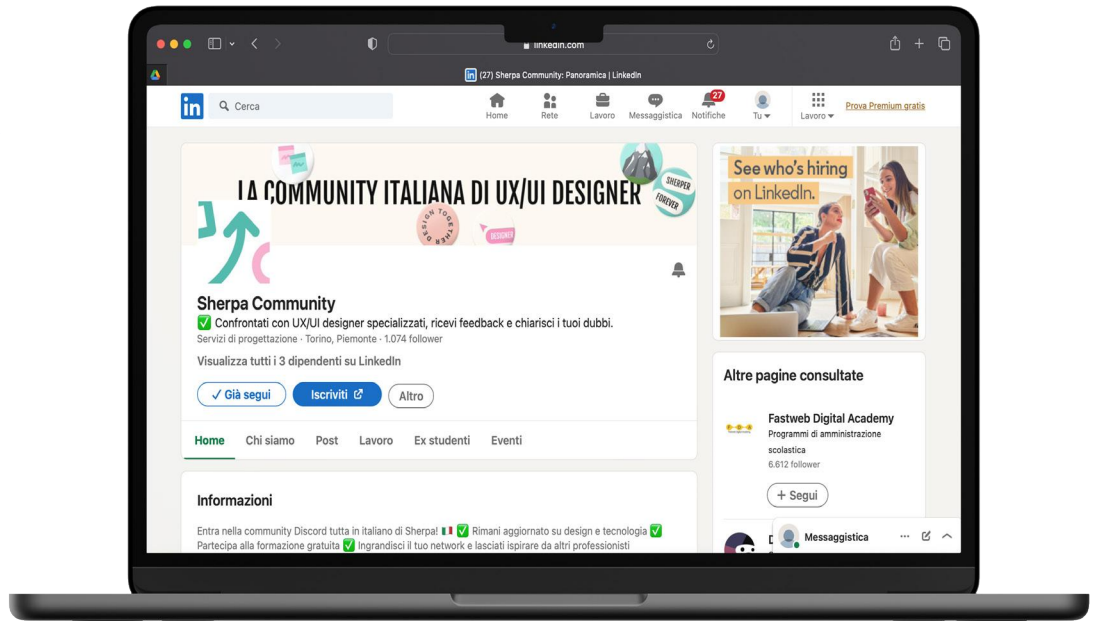 linkedin.com
in (27) Sherpa Community: Panoramica | LinkedIn
in
Cerca
Home
Rete
Lavoro
Messaggistica
27
Notifiche
Tu
Lavoro
Prova Premium gratis
LA COMMUNITY ITALIANA DI UX/UI DESIGNER
SHERPER
FOREVER
DESIGN TOGETHER
DESIGNER
See who's hiring
on LinkedIn.
Sherpa Community
✅ Confrontati con UX/UI designer specializzati, ricevi feedback e chiarisci i tuoi dubbi.
Servizi di progettazione · Torino, Piemonte · 1.074 follower
Visualizza tutti i 3 dipendenti su LinkedIn
✓ Già segui
Iscriviti
Altro
Home
Chi siamo
Post
Lavoro
Ex studenti
Eventi
Informazioni
Entra nella community Discord tutta in italiano di Sherpa! 🇮🇹 ✅ Rimani aggiornato su design e tecnologia ✅
Partecipa alla formazione gratuita ✅ Ingrandisci il tuo network e lasciati ispirare da altri professionisti
Altre pagine consultate
Fastweb Digital Academy
Programmi di amministrazione
scolastica
6.612 follower
+ Segui
Messaggistica